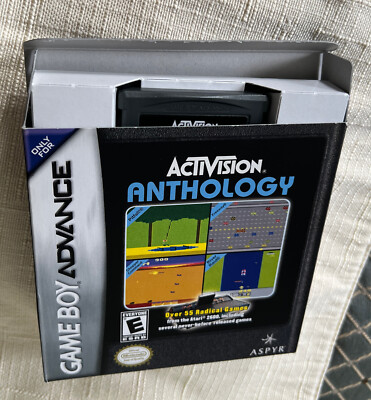 ACTIVISION
ONLY
FOR
GAME BOY ADVANCE
ACTIVISION
ANTHOLOGY
Over 55 Radical Games
from the Atari 2600, including
several never-before-released games
EVERYONE
E
ESRB
ASPYR